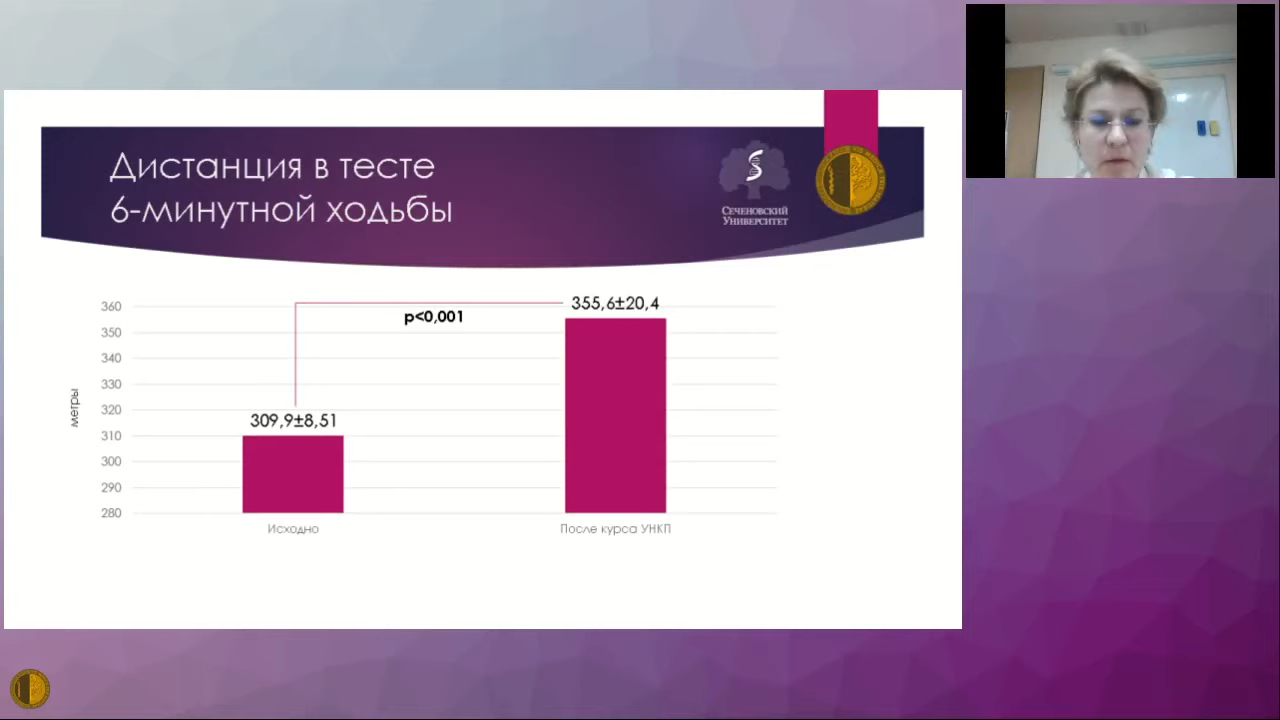 Дистанция в тесте
6-минутной ходьбы
СЕЧЕНОВСКИЙ
УНИВЕРСИТЕТ
360
350
340
330
320
310
300
290
280
метры
309,9±8,51
p<0,001
355,6±20,4
Исходно
После курса УНКП